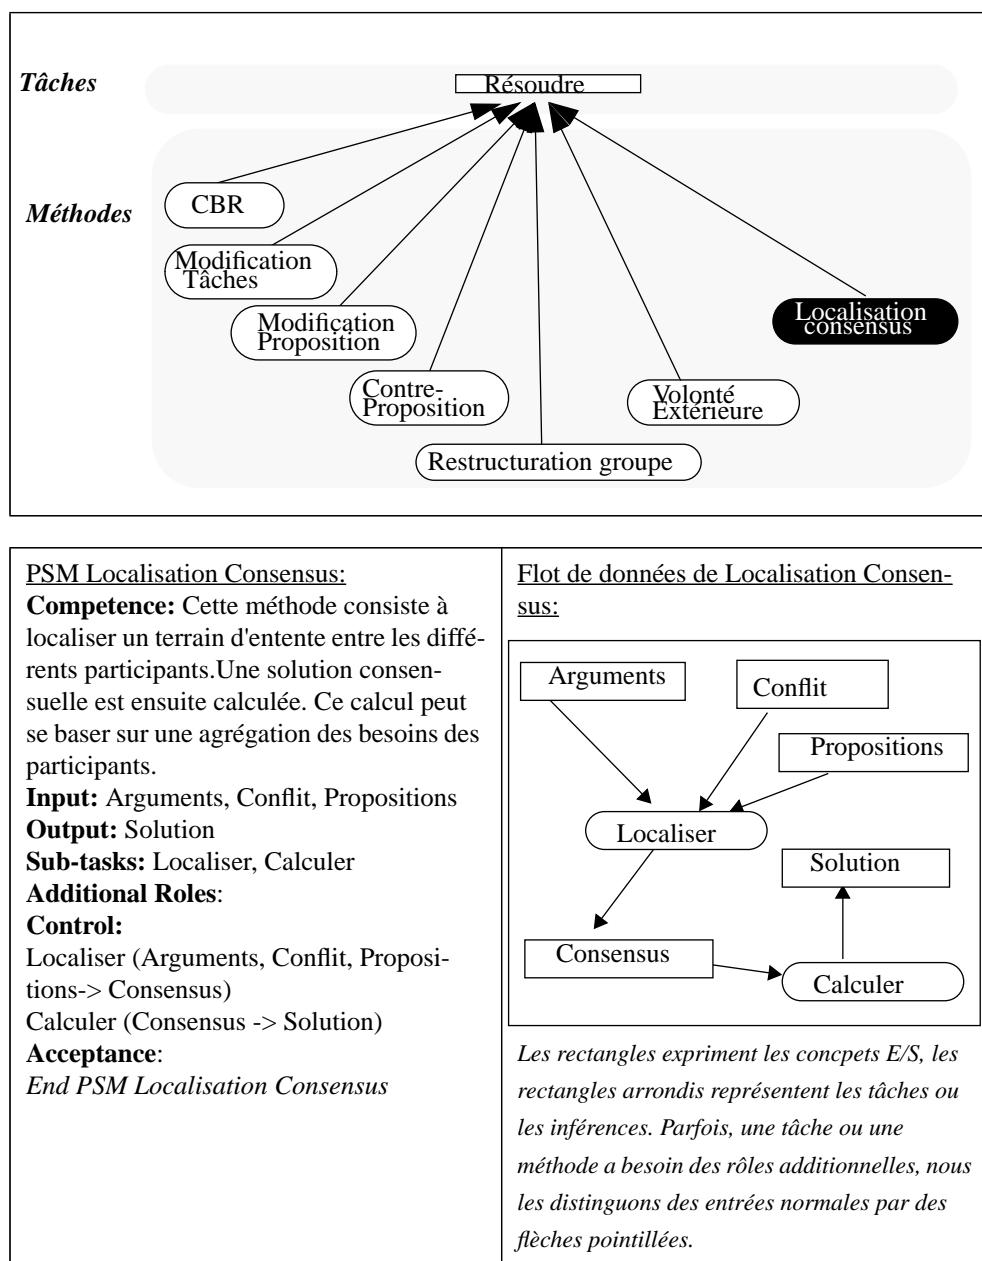 Tâches
Résoudre
Méthodes
CBR
Modification
Tâches
Modification
Proposition
Contre-
Proposition
Restructuration groupe
Volonté
Extérieure
Localisation
consensus
PSM Localisation Consensus:
Competence: Cette méthode consiste à
localiser un terrain d'entente entre les diffé-
rents participants.Une solution consen-
suelle est ensuite calculée. Ce calcul peut
se baser sur une agrégation des besoins des
participants.
Input: Arguments, Conflit, Propositions
Output: Solution
Sub-tasks: Localiser, Calculer
Additional Roles:
Control:
Localiser (Arguments, Conflit, Proposi-
tions-> Consensus)
Calculer (Consensus -> Solution)
Acceptance:
End PSM Localisation Consensus
Flot de données de Localisation Consen-
sus:
Arguments
Conflit
Propositions
Localiser
Solution
Consensus
Calculer
Les rectangles expriment les concpets E/S, les
rectangles arrondis représentent les tâches ou
les inférences. Parfois, une tâche ou une
méthode a besoin des rôles additionnelles, nous
les distinguons des entrées normales par des
flèches pointillées.